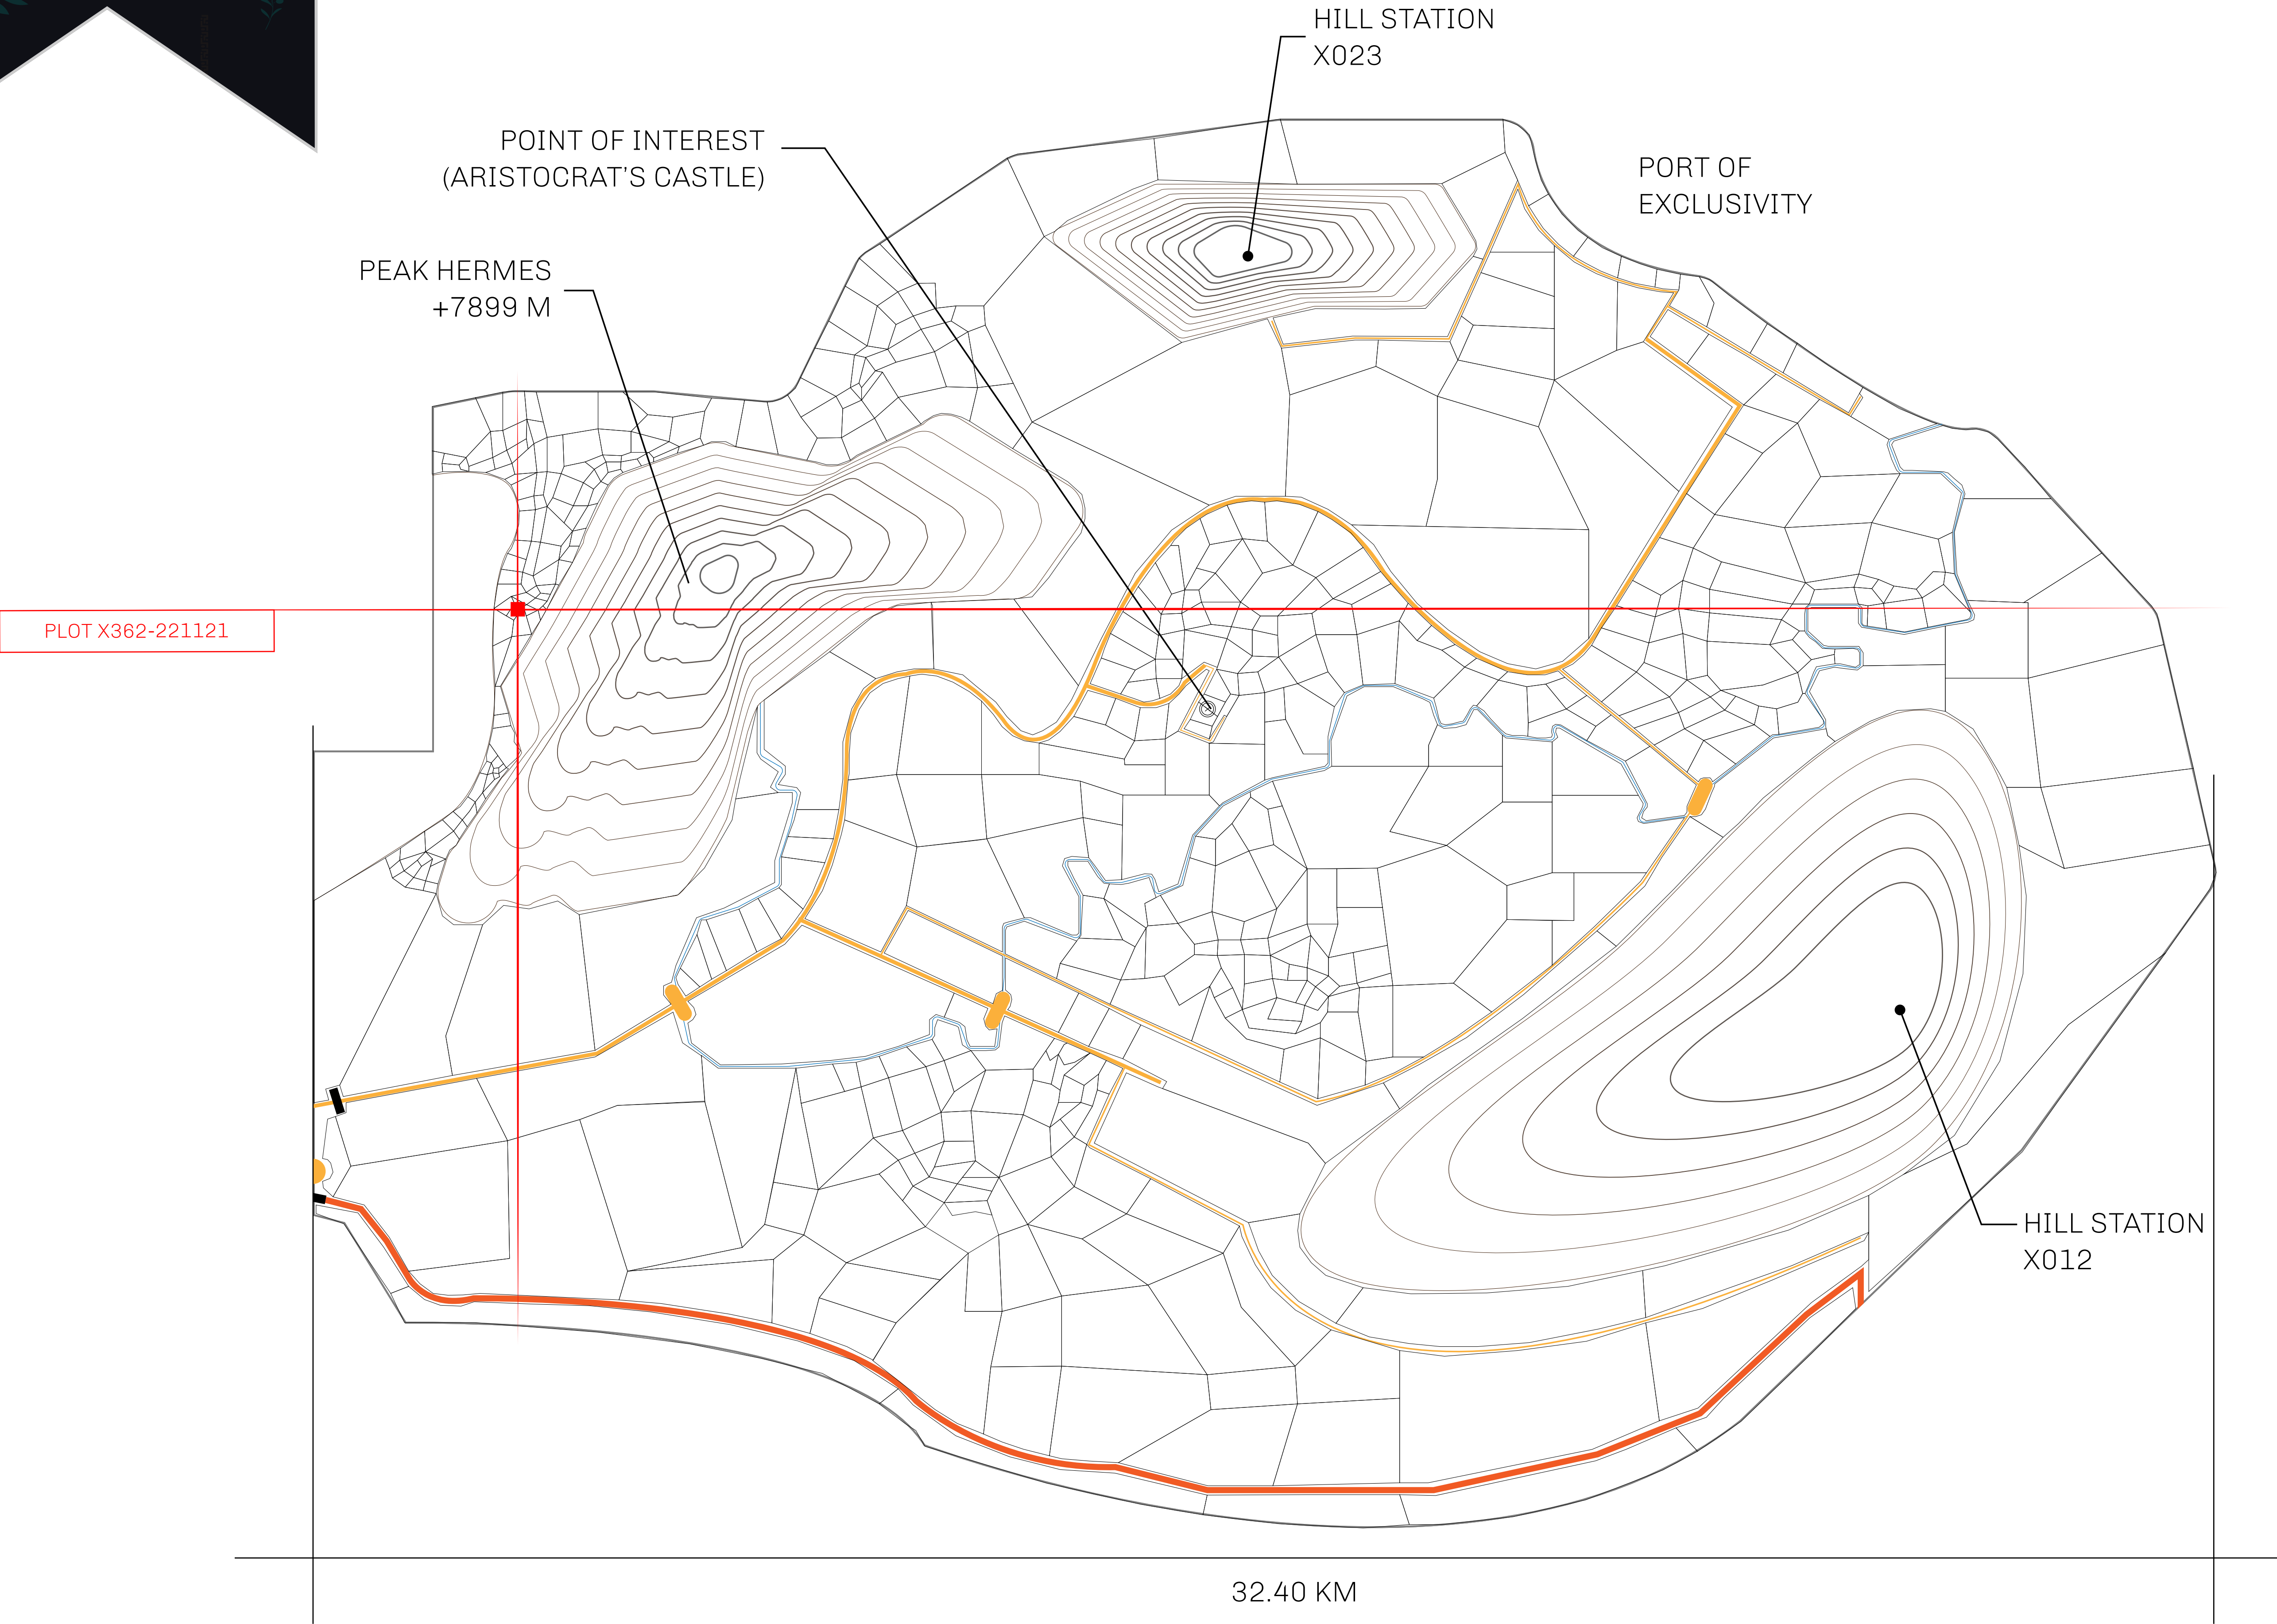 HILL STATION
X023
POINT OF INTEREST
(ARISTOCRAT'S CASTLE)
PORT OF
EXCLUSIVITY
PEAK HERMES
+7899 M
PLOT X362-221121
HILL STATION
X012
32.40 KM